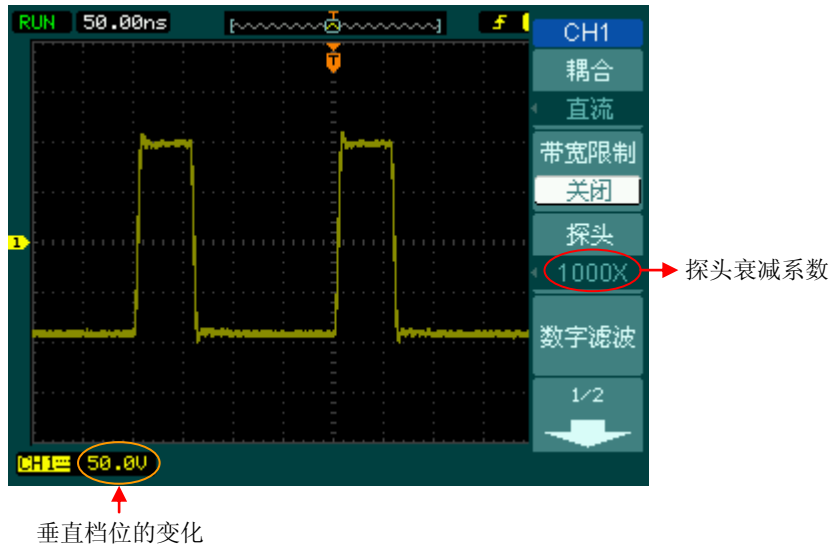 RUN 50.00ns T f
CH1
耦合
直流
T
带宽限制
关闭
1
探头
1000X
探头衰减系数
数字滤波
1/2
CH1 50.0V
垂直档位的变化